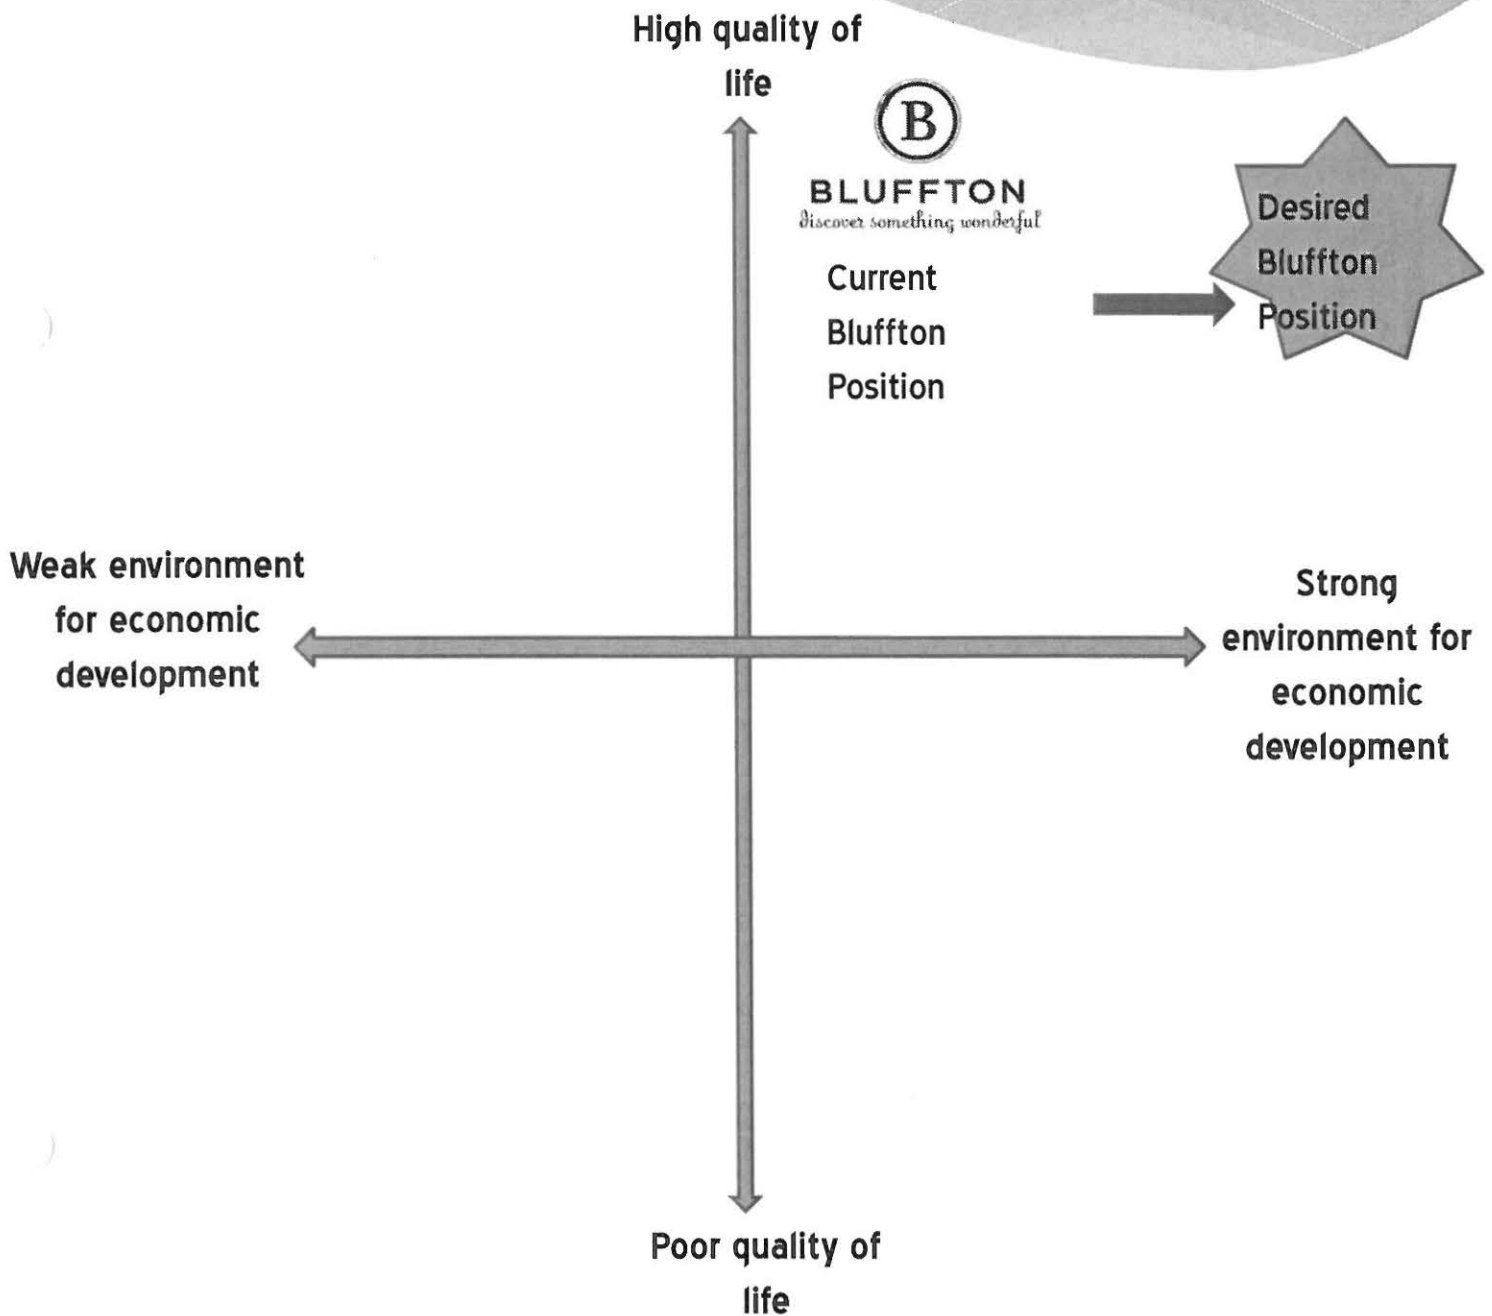 High quality of
life
B
BLUFFTON
discover something wonderful
Current
Bluffton
Position
Desired
Bluffton
Position
Weak environment
for economic
development
Strong
environment for
economic
development
Poor quality of
life